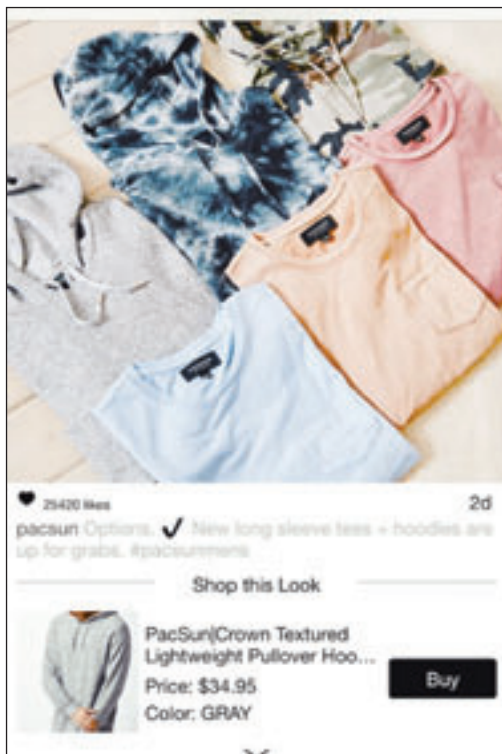 25420 likes 2d
pacsun Options. ✔ New long sleeve tees + hoodies are
up for grabs. #pacsunmens
Shop this Look
PacSun|Crown Textured
Lightweight Pullover Hoo...
Price: $34.95
Buy
Color: GRAY